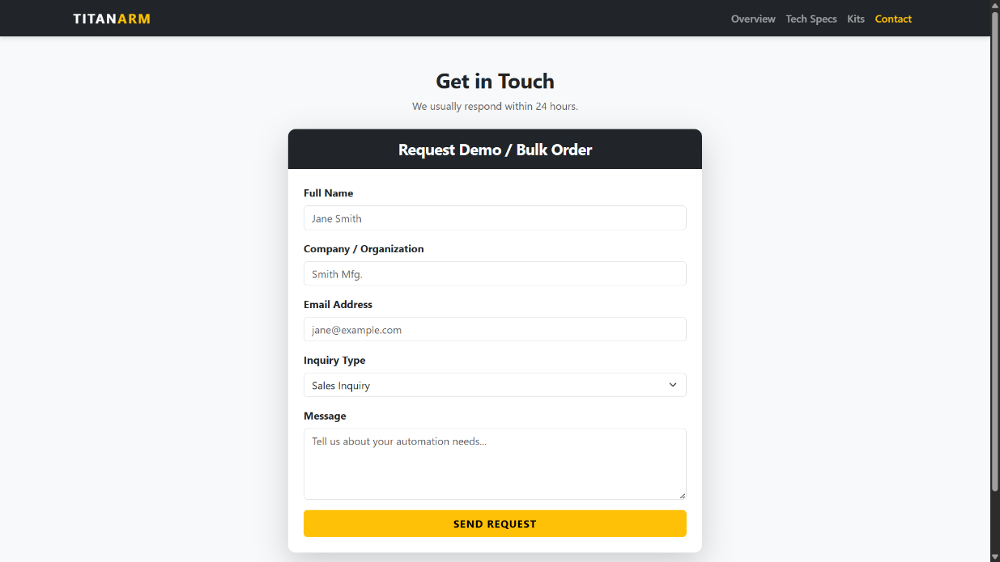 TITANARM
Overview Tech Specs Kits Contact
Get in Touch
We usually respond within 24 hours.
Request Demo / Bulk Order
Full Name
Jane Smith
Company / Organization
Smith Mfg.
Email Address
jane@example.com
Inquiry Type
Sales Inquiry
Message
Tell us about your automation needs...
SEND REQUEST